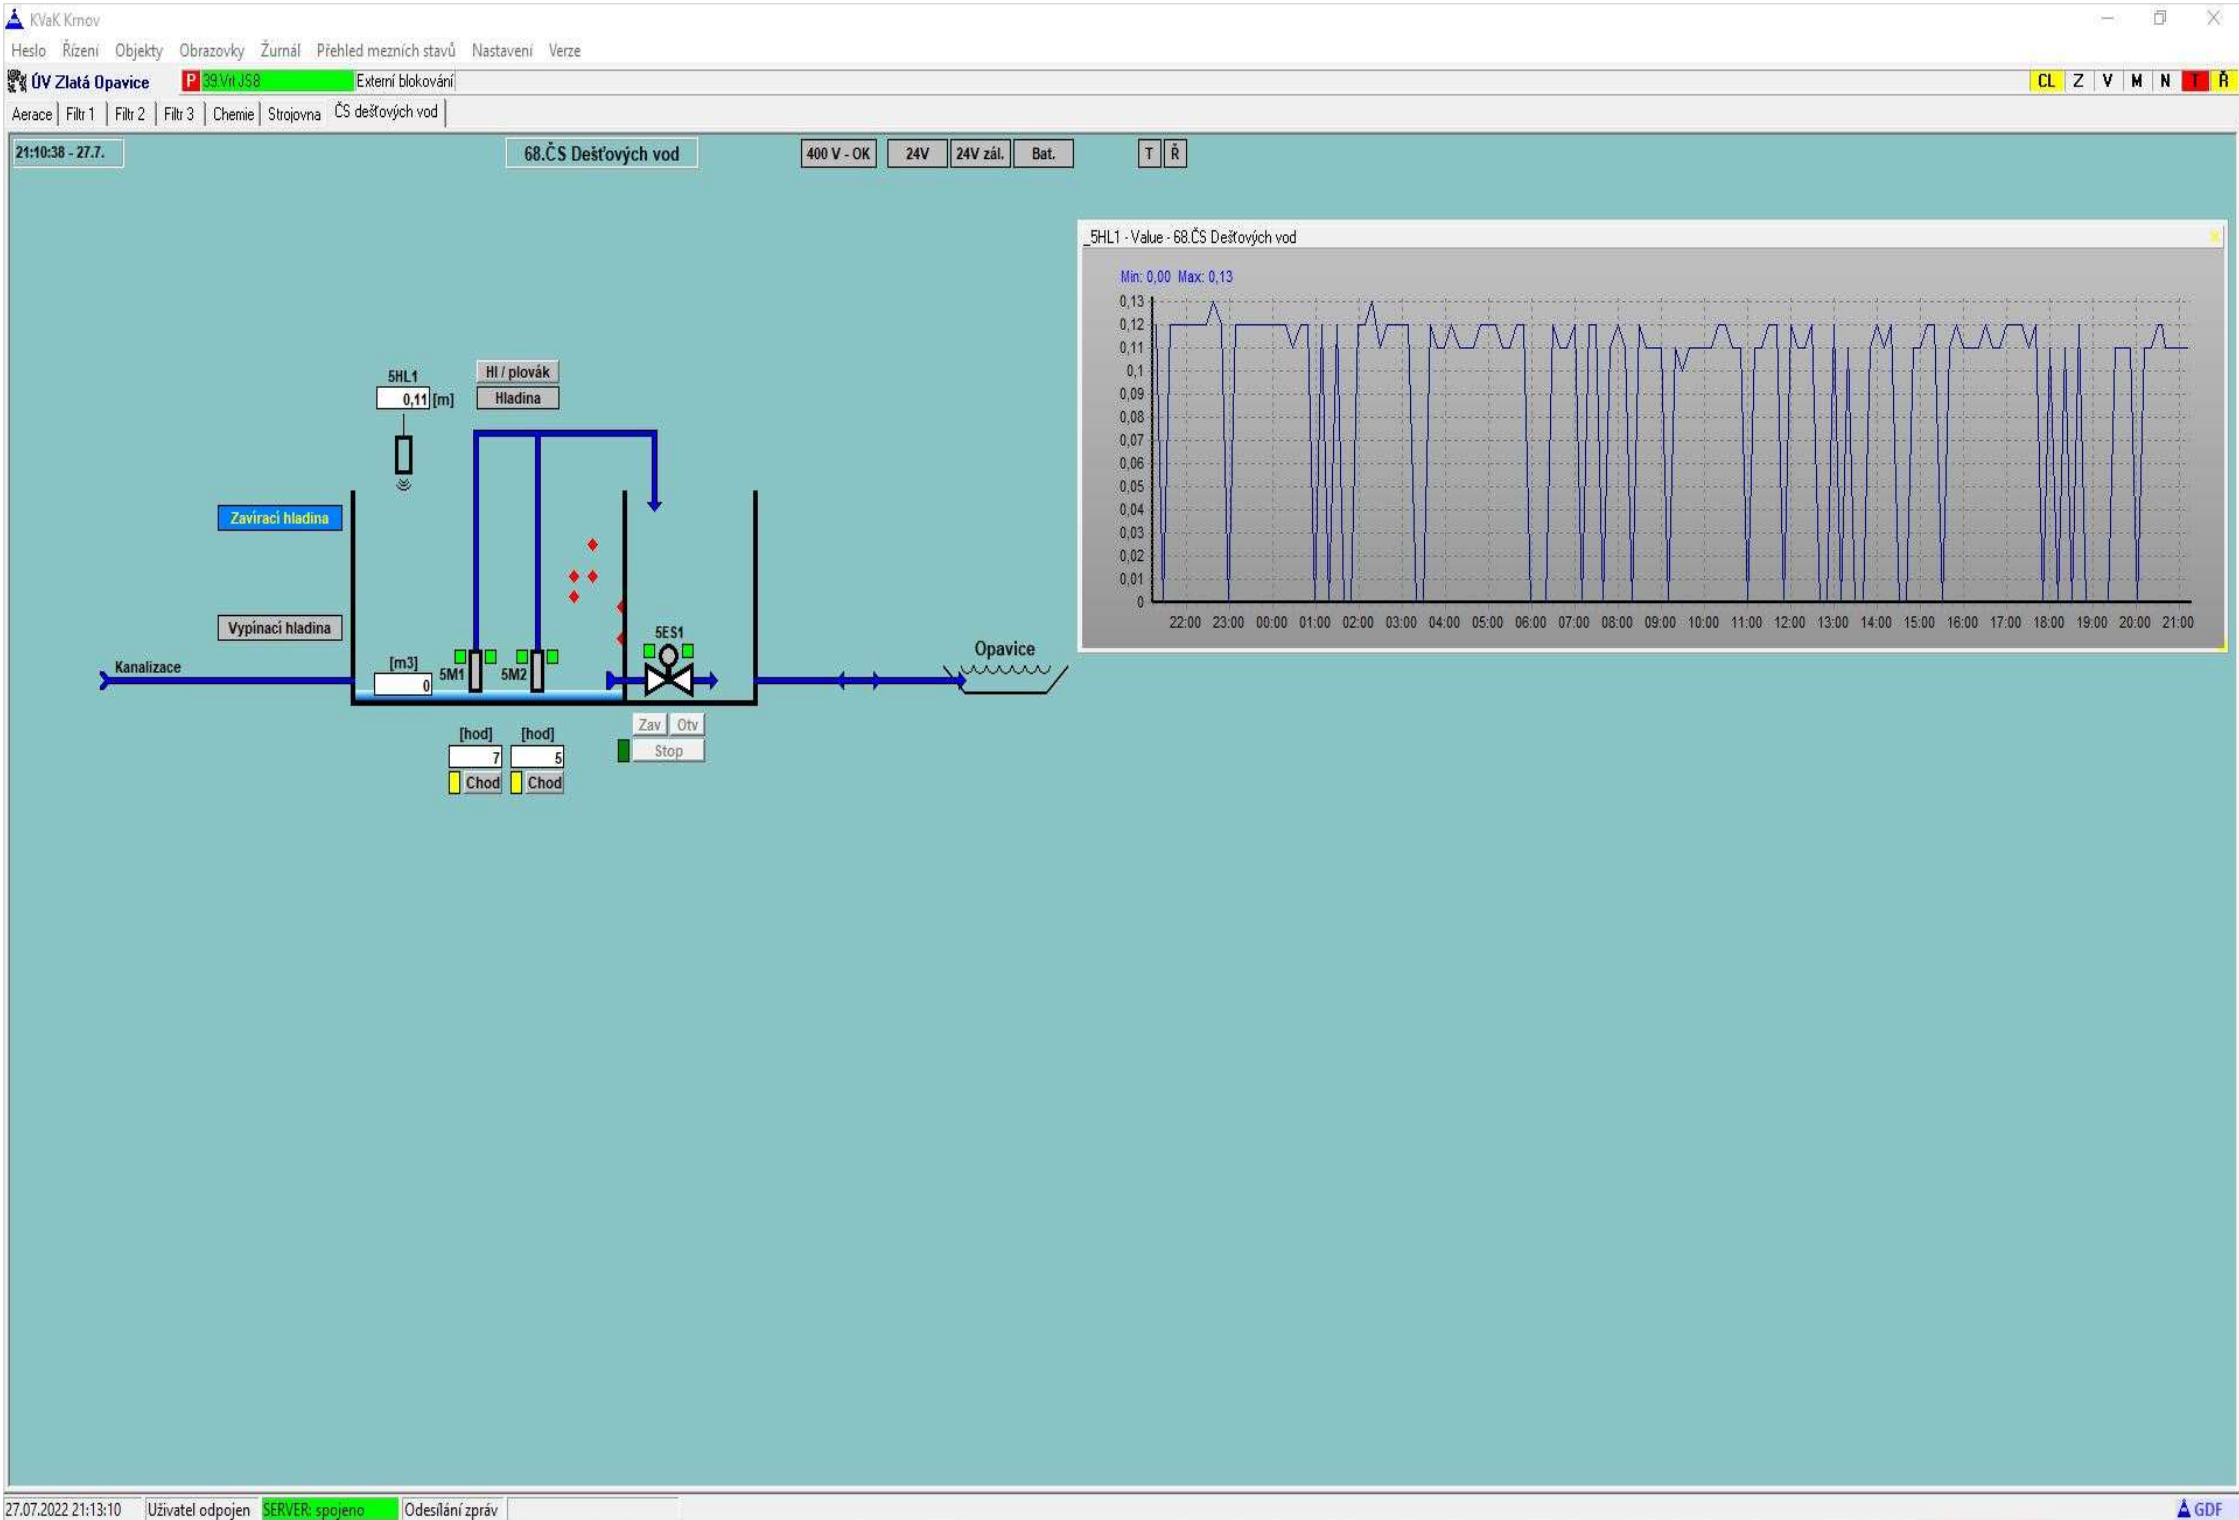 KVaK Krnov
Heslo Řízení Objekty Obrazovky Žurnál Přehled mezních stavů Nastavení Verze
ÚV Zlatá Opavice P 39.Vrt JS8 Externí blokování CL Z V M N T Ř
Aerace Filtr 1 Filtr 2 Filtr 3 Chemie Strojovna ČS dešťových vod
21:10:38 - 27.7. 68.ČS Dešťových vod 400 V - OK 24V 24V zál. Bat. T Ř
_5HL1 - Value - 68.ČS Dešťových vod
Min: 0,00 Max: 0,13
0,13
0,12
0,11
0,1
0,09
0,08
0,07
0,06
0,05
0,04
0,03
0,02
0,01
0
22:00 23:00 00:00 01:00 02:00 03:00 04:00 05:00 06:00 07:00 08:00 09:00 10:00 11:00 12:00 13:00 14:00 15:00 16:00 17:00 18:00 19:00 20:00 21:00
5HL1
0,11 [m]
Hl / plovák
Hladina
Zavírací hladina
Vypínací hladina
Kanalizace
[m3]
0
5M1
5M2
5ES1
Opavice
Zav Otv
Stop
[hod] [hod]
7 5
Chod Chod
27.07.2022 21:13:10 Uživatel odpojen SERVER: spojeno Odesílání zpráv GDF